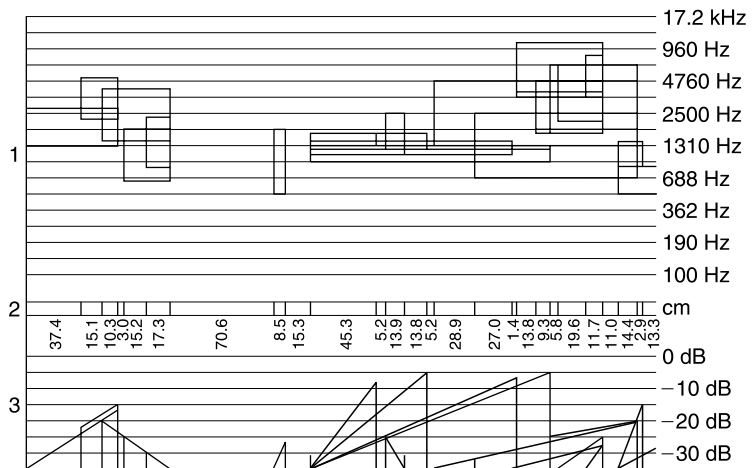 17.2 kHz
960 Hz
4760 Hz
2500 Hz
1
1310 Hz
688 Hz
362 Hz
190 Hz
100 Hz
2
cm
37.4 15.1 10.3 3.0 15.2 17.3 70.6 8.5 15.3 45.3 5.2 13.9 13.8 5.2 28.9 27.0 1.4 13.8 9.3 5.8 19.6 11.7 11.0 14.4 2.9 13.3
0 dB
−10 dB
3
−20 dB
−30 dB